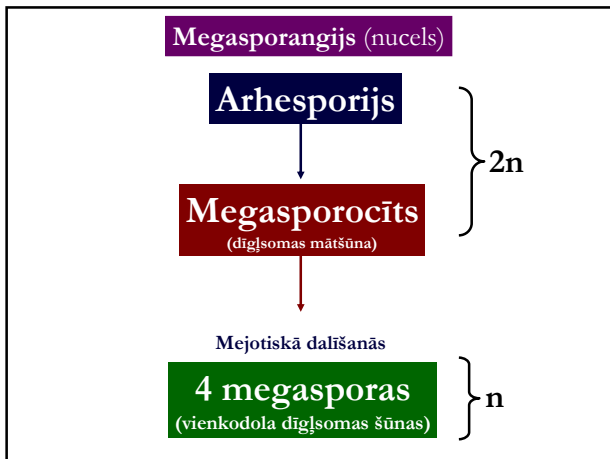 Megasporangijs (nucels)
Arhesporijs
2n
Megasporocīts
(dīgļsomas mātšūna)
Mejotiskā dalīšanās
4 megasporas
(vienkodola dīgļsomas šūnas)
n